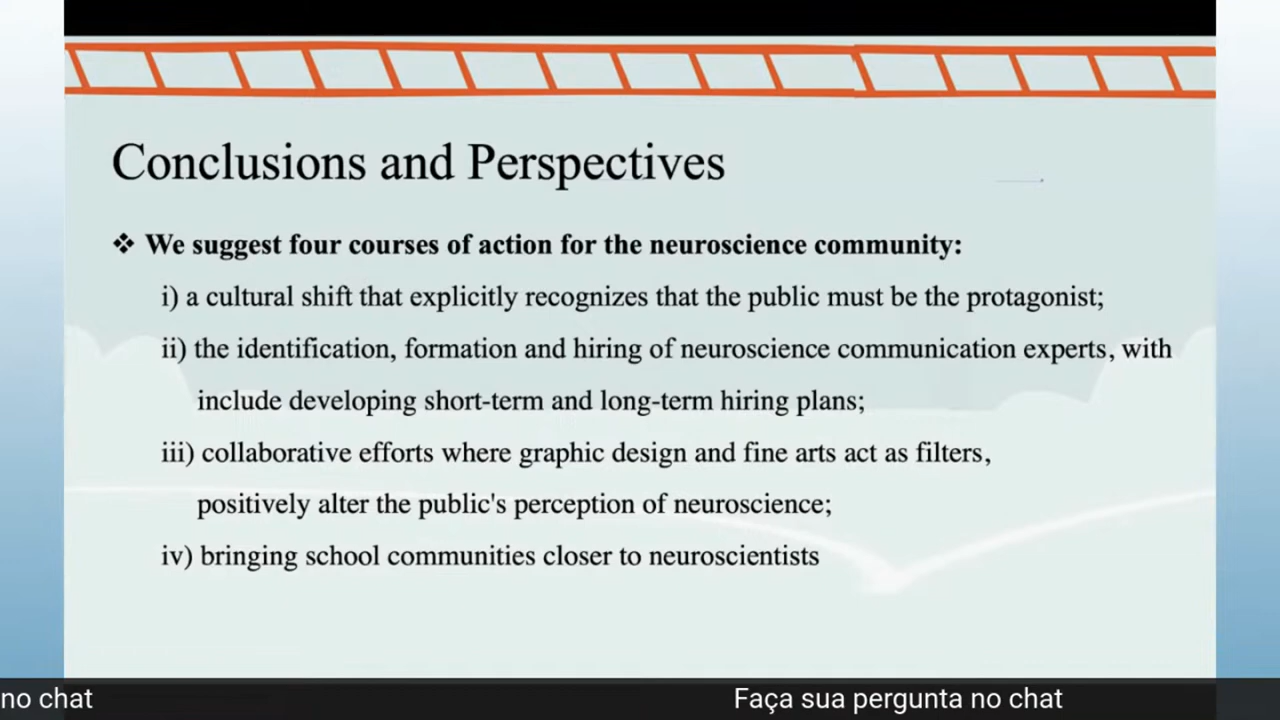 Conclusions and Perspectives
❖ We suggest four courses of action for the neuroscience community:
i) a cultural shift that explicitly recognizes that the public must be the protagonist;
ii) the identification, formation and hiring of neuroscience communication experts, with
include developing short-term and long-term hiring plans;
iii) collaborative efforts where graphic design and fine arts act as filters,
positively alter the public's perception of neuroscience;
iv) bringing school communities closer to neuroscientists
no chat Faça sua pergunta no chat